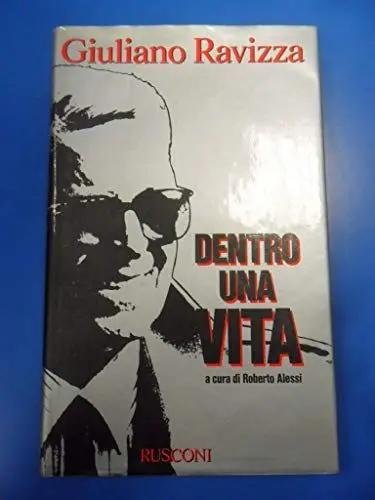 Giuliano Ravizza
DENTRO
UNA
VITA
a cura di Roberto Alessi
RUSCONI